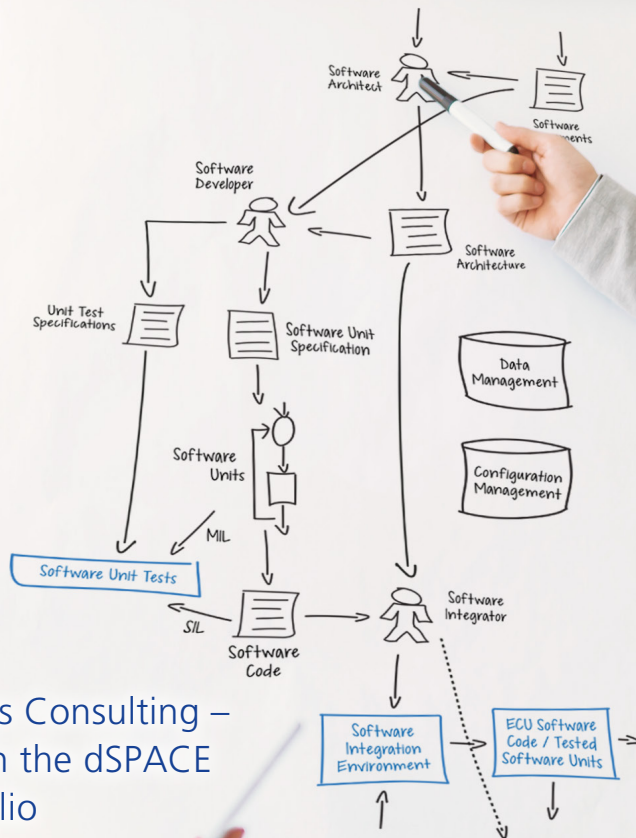 Software
Architect
Software
Software
Developer
Software
Architecture
Unit Test
Specifications
Software Unit
Specification
Data
Management
Software
Units
Configuration
Management
MIL
Software Unit Tests
SIL
Software
Integrator
Software
Code
s Consulting –
the dSPACE
Software
Integration
Environment
ECU Software
Code / Tested
Software Units